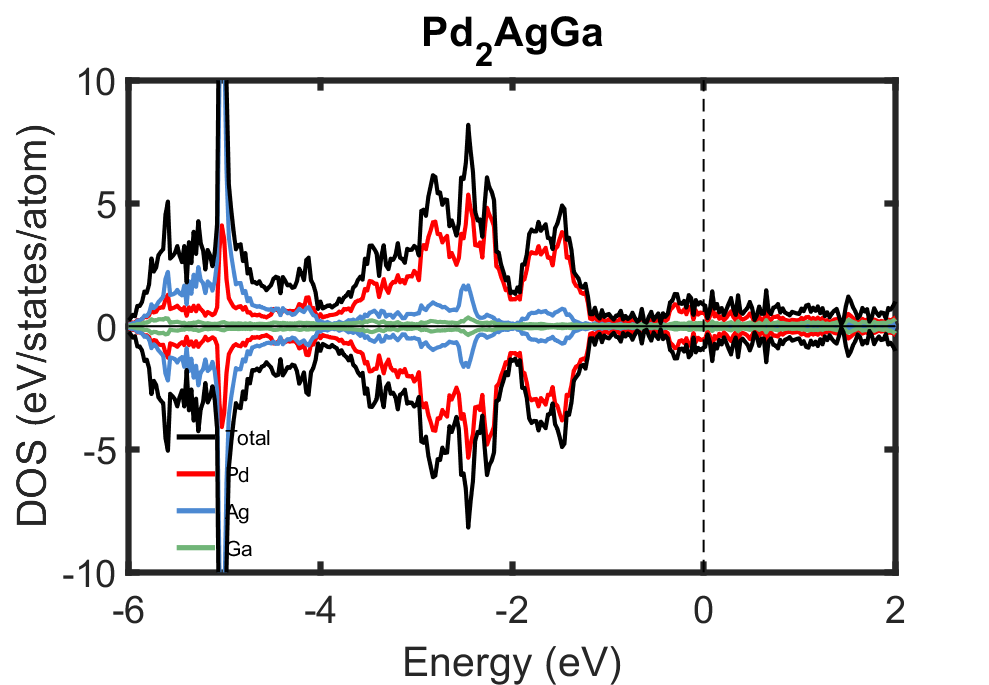 Pd₂AgGa
10
5
0
-5
-10
DOS (eV/states/atom)
Total
Pd
Ag
Ga
-6 -4 -2 0 2
Energy (eV)